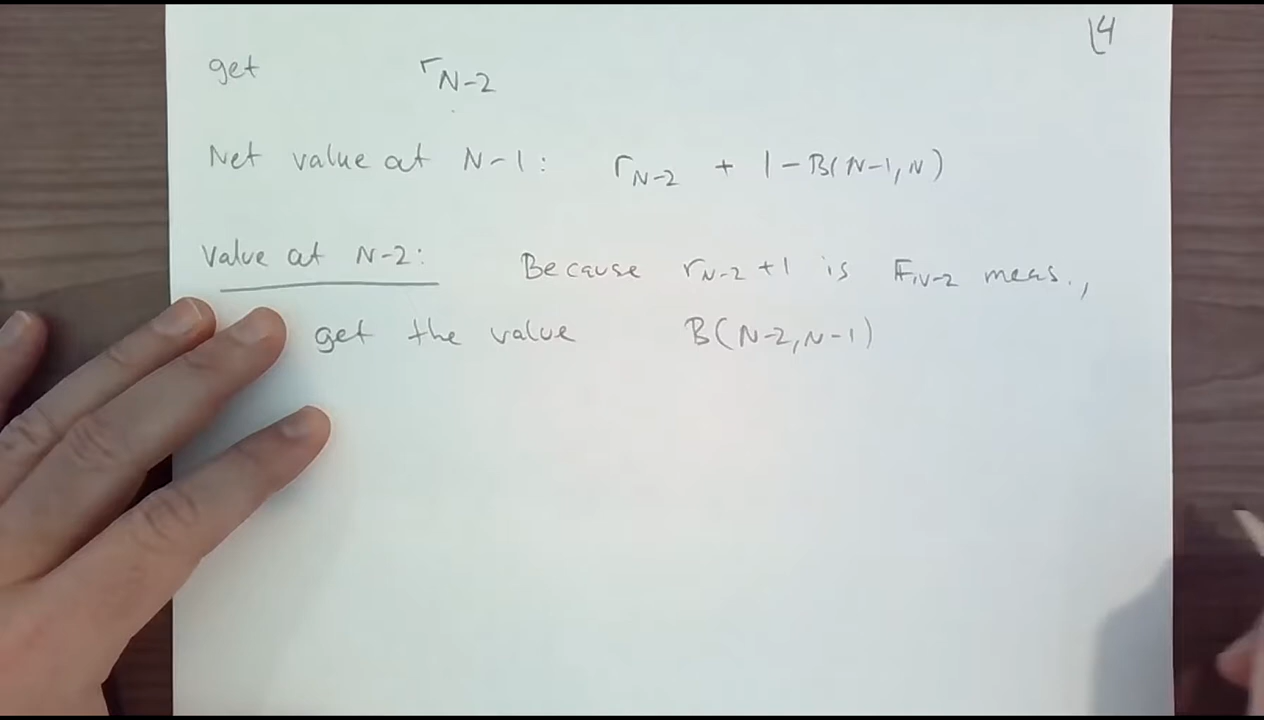 14
get r_{N-2}
Net value at N-1: r_{N-2} + 1 - B(N-1, N)
Value at N-2: Because r_{N-2} + 1 is F_{N-2} meas.,
get the value B(N-2, N-1)